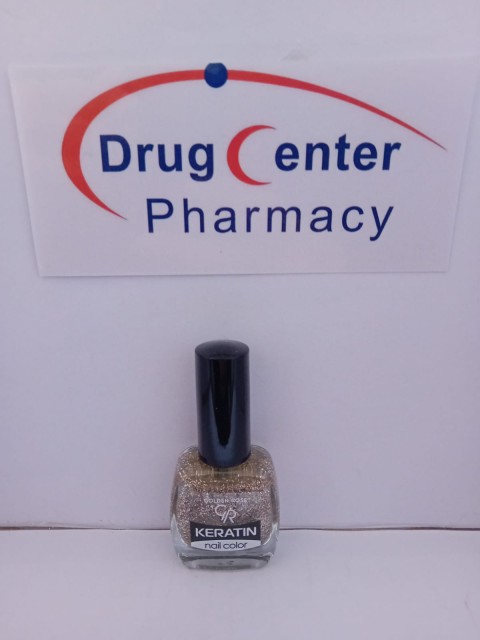 Drug Center
Pharmacy
GOLDEN ROSE
GR
KERATIN
nail color